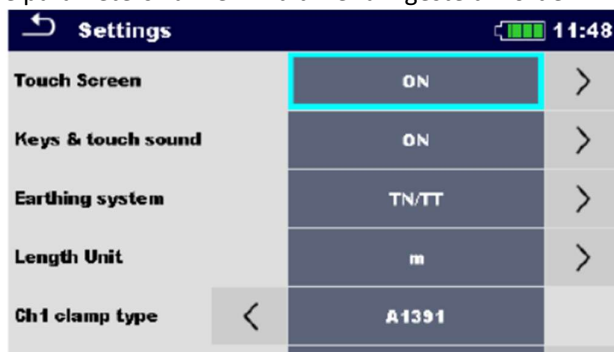 Settings 11:48
Touch Screen ON
Keys & touch sound ON
Earthing system TN/TT
Length Unit m
Ch1 clamp type A1391